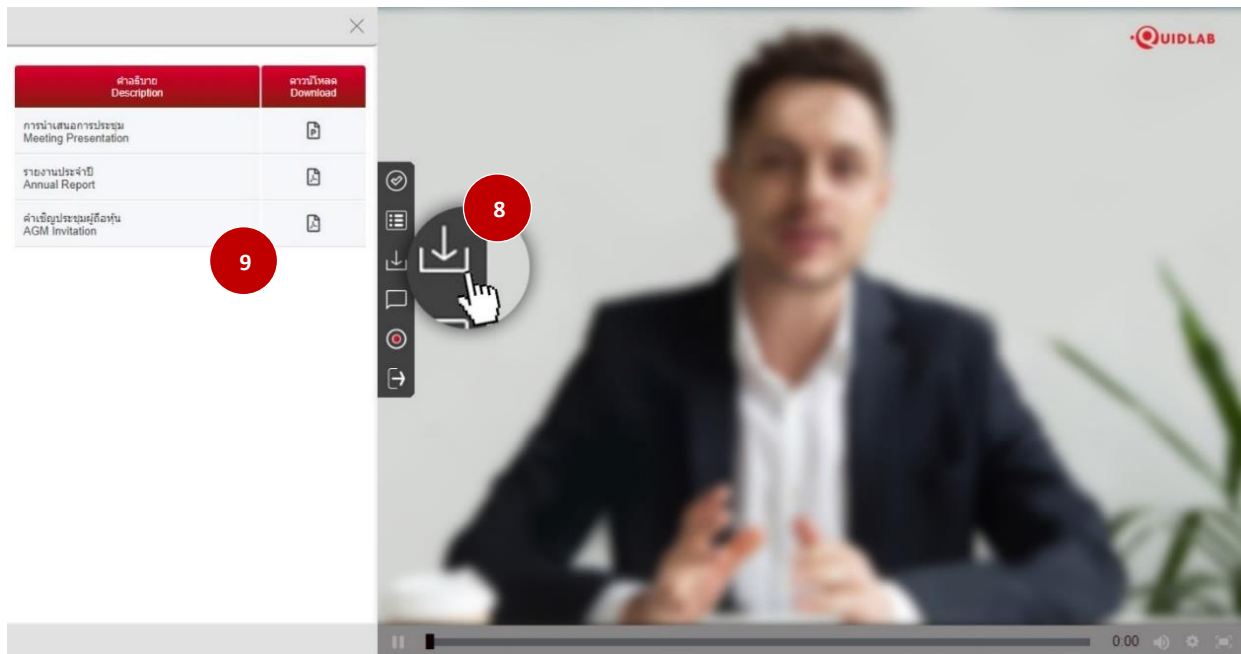 QUIDLAB
คำอธิบาย
Description
ดาวน์โหลด
Download
การนำเสนอการประชุม
Meeting Presentation
รายงานประจำปี
Annual Report
คำเชิญประชุมผู้ถือหุ้น
AGM Invitation
8
9
0:00